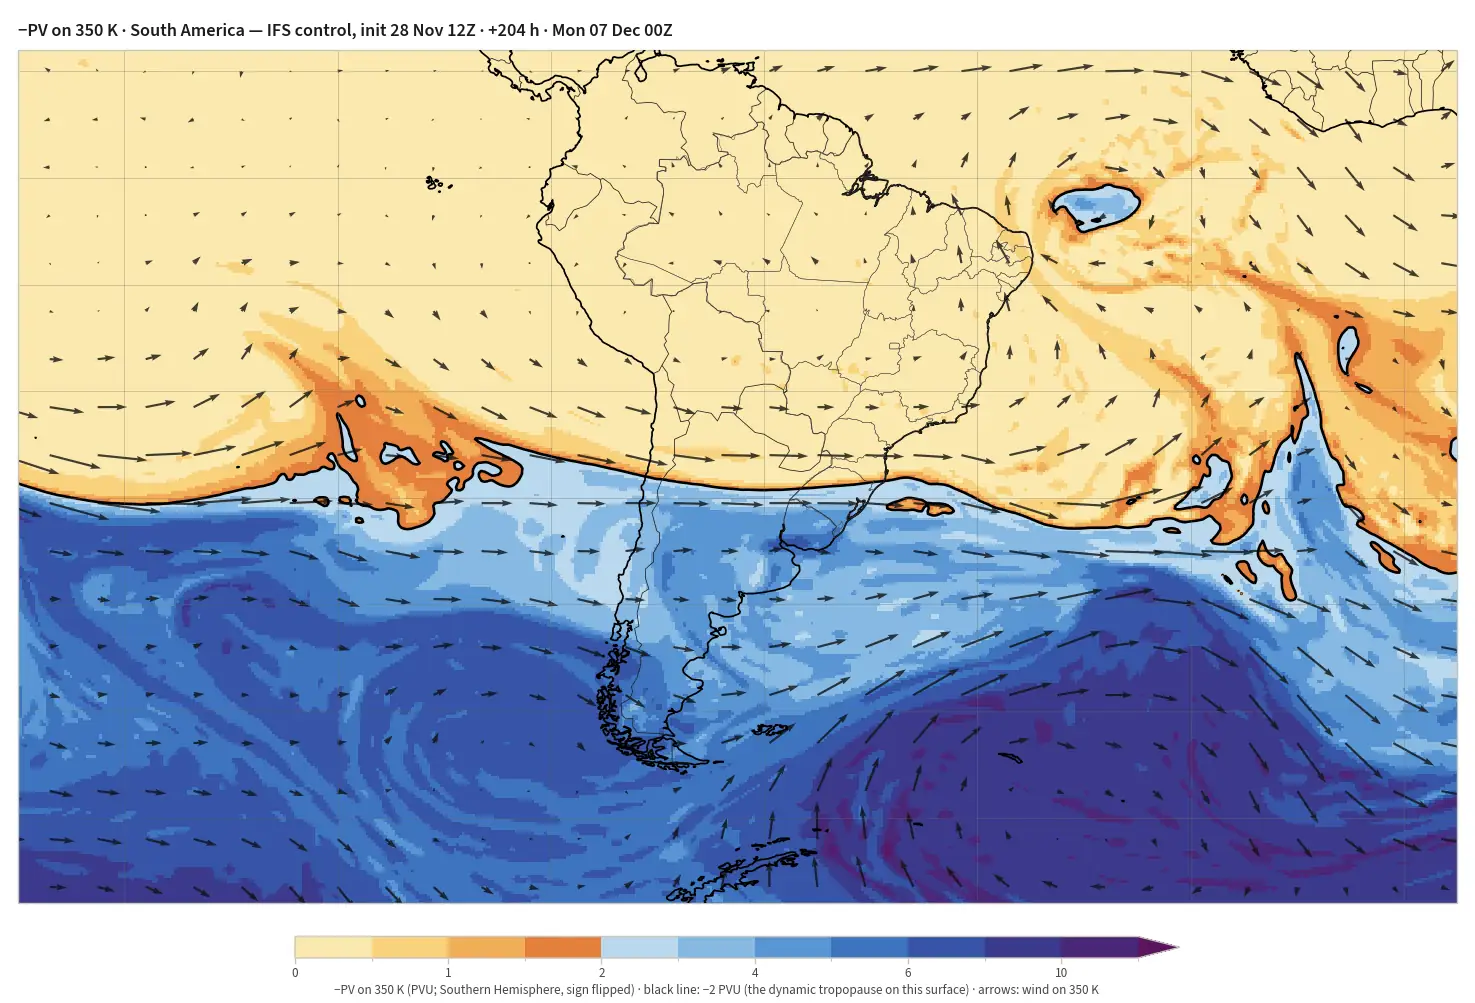 −PV on 350 K · South America — IFS control, init 28 Nov 12Z · +204 h · Mon 07 Dec 00Z
0 1 2 4 6 10
−PV on 350 K (PVU; Southern Hemisphere, sign flipped) · black line: −2 PVU (the dynamic tropopause on this surface) · arrows: wind on 350 K